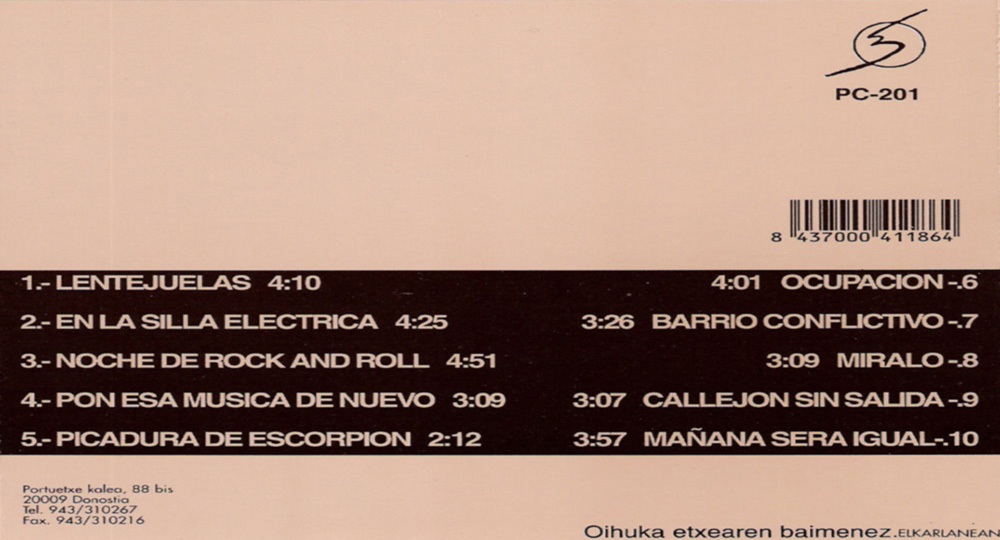 PC-201
8 437000 411864
1.- LENTEJUELAS 4:10
2.- EN LA SILLA ELECTRICA 4:25
3.- NOCHE DE ROCK AND ROLL 4:51
4.- PON ESA MUSICA DE NUEVO 3:09
5.- PICADURA DE ESCORPION 2:12
4:01 OCUPACION -.6
3:26 BARRIO CONFLICTIVO -.7
3:09 MIRALO -.8
3:07 CALLEJON SIN SALIDA -.9
3:57 MAÑANA SERA IGUAL-.10
Portuetxe kalea, 88 bis
20009 Donostia
Tel. 943/310267
Fax. 943/310216
Oihuka etxearen baimenez.ELKARLANEAN